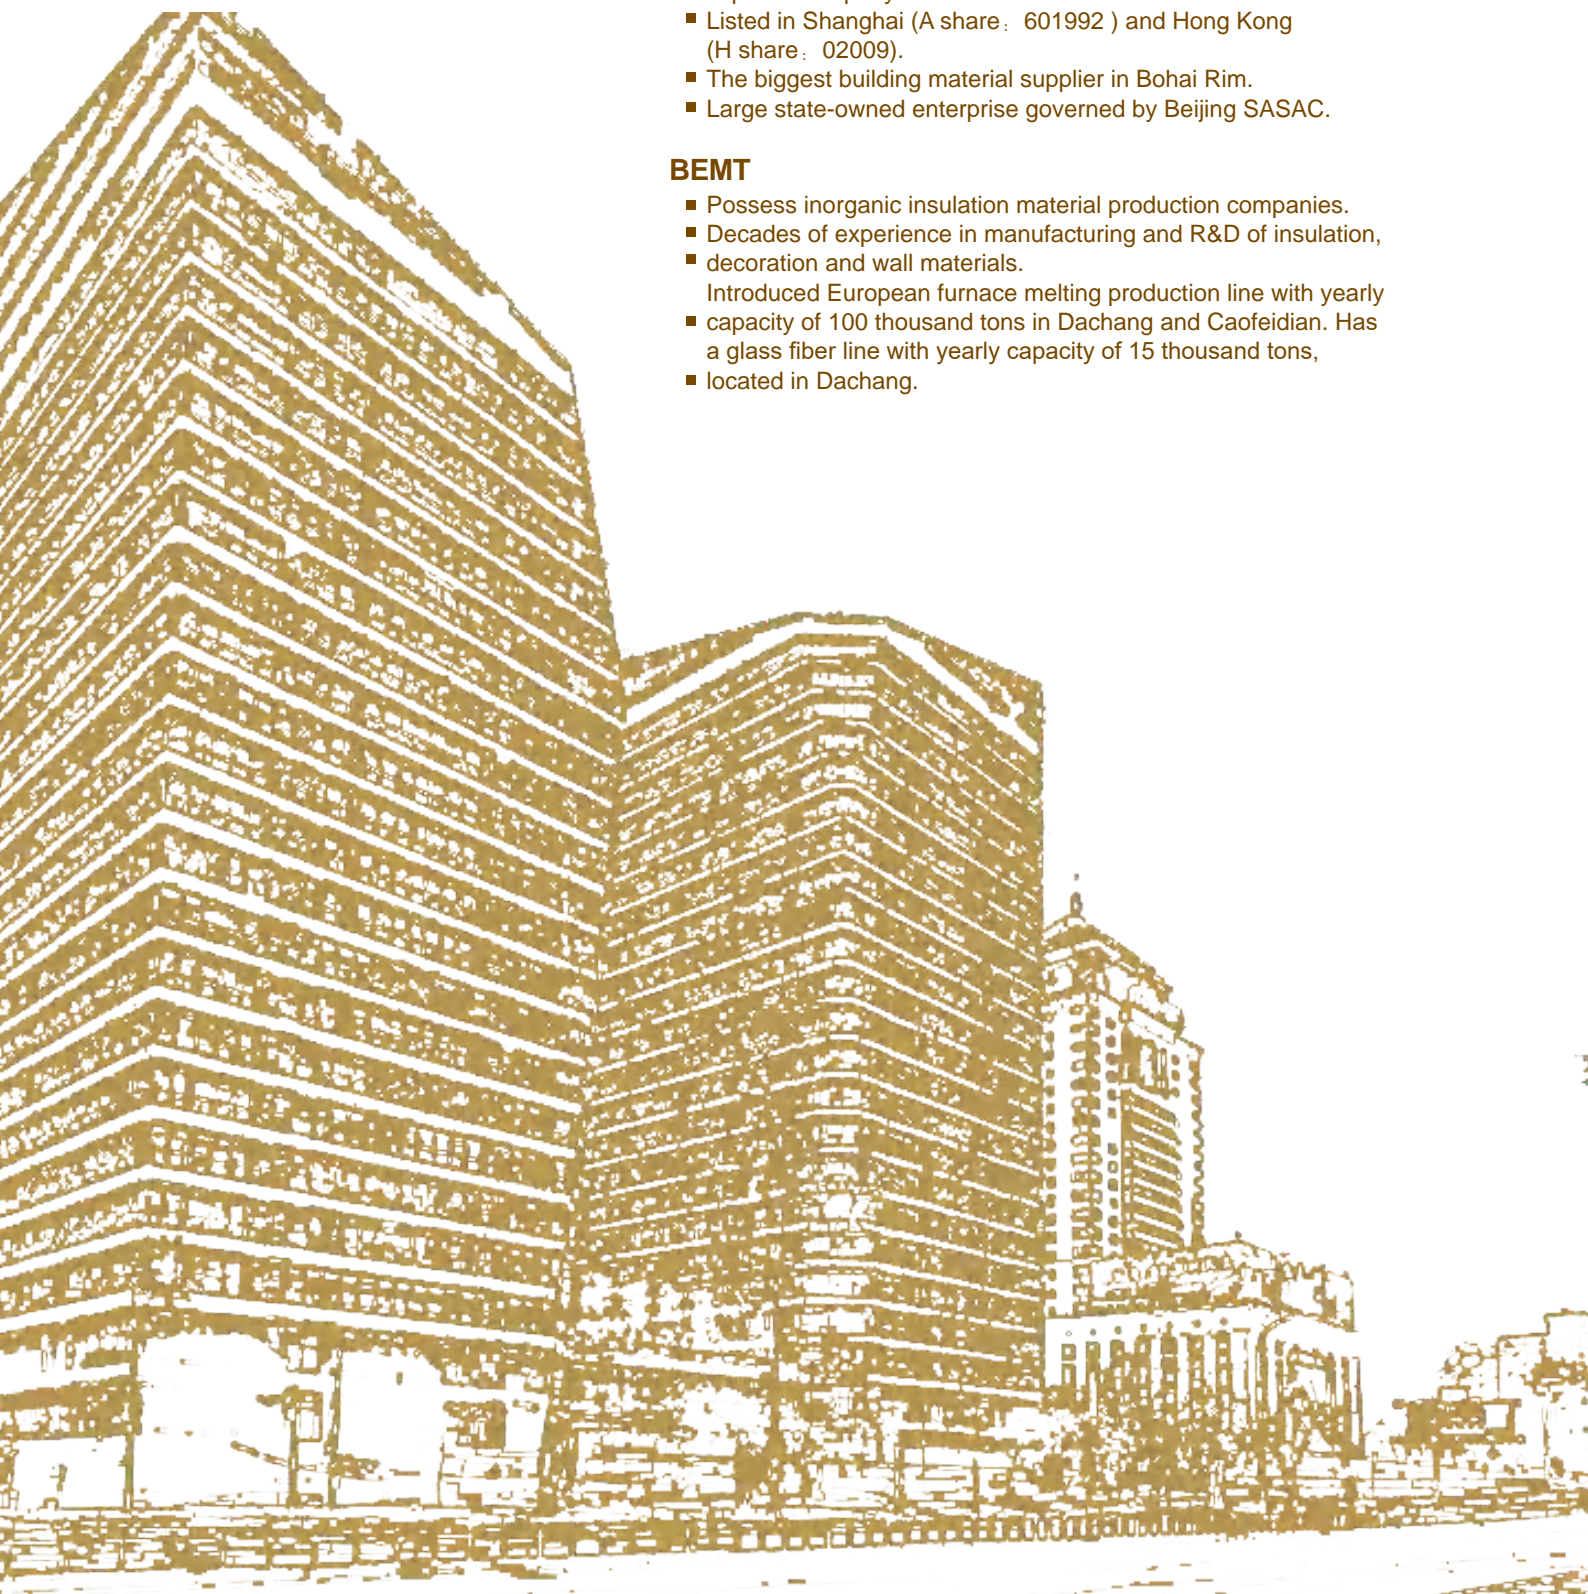 ■ Listed in Shanghai (A share：601992 ) and Hong Kong
(H share：02009).
■ The biggest building material supplier in Bohai Rim.
■ Large state-owned enterprise governed by Beijing SASAC.
BEMT
■ Possess inorganic insulation material production companies.
■ Decades of experience in manufacturing and R&D of insulation,
■ decoration and wall materials.
Introduced European furnace melting production line with yearly
■ capacity of 100 thousand tons in Dachang and Caofeidian. Has
a glass fiber line with yearly capacity of 15 thousand tons,
■ located in Dachang.